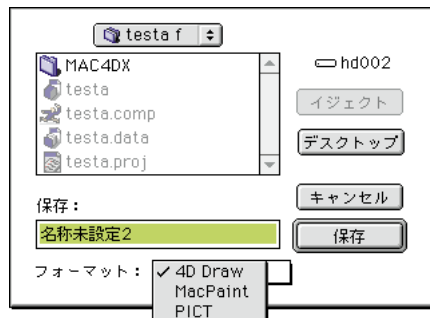 testa f
MAC4DX
testa
testa.comp
testa.data
testa.proj
hd002
イジェクト
デスクトップ
キャンセル
保存
保存：
名称未設定2
フォーマット：
✓ 4D Draw
MacPaint
PICT